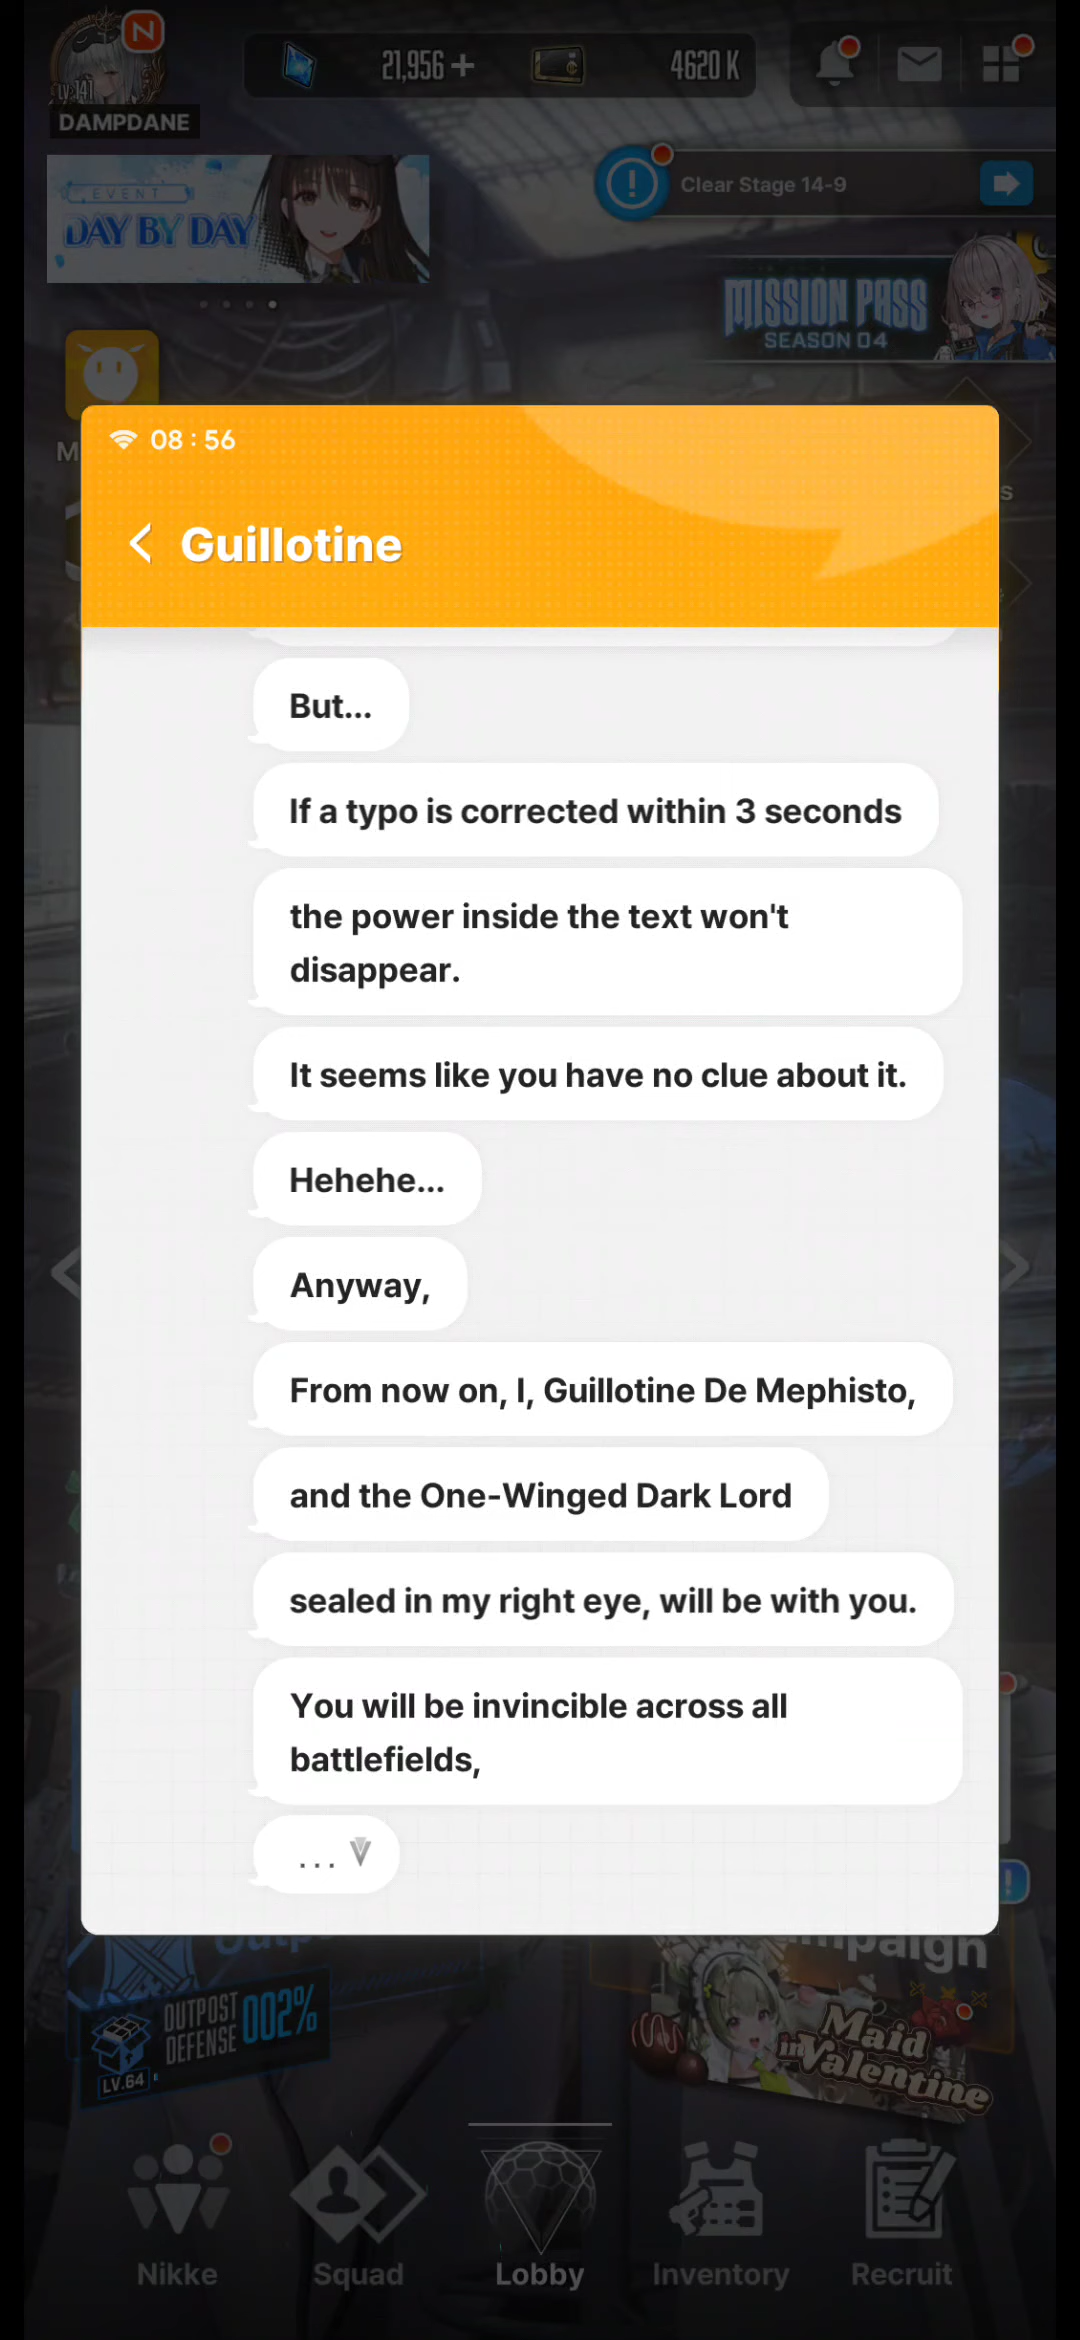 N
LV.141
21,956 +
4620 K
DAMPDANE
EVENT
DAY BY DAY
Clear Stage 14-9
MISSION PASS
SEASON 04
M
08 : 56
s
Guillotine
But...
If a typo is corrected within 3 seconds
the power inside the text won't
disappear.
It seems like you have no clue about it.
Hehehe...
Anyway,
From now on, I, Guillotine De Mephisto,
and the One-Winged Dark Lord
sealed in my right eye, will be with you.
You will be invincible across all
battlefields,
...
OUTPOST
DEFENSE
002%
LV.64
Maid
in Valentine
Nikke
Squad
Lobby
Inventory
Recruit